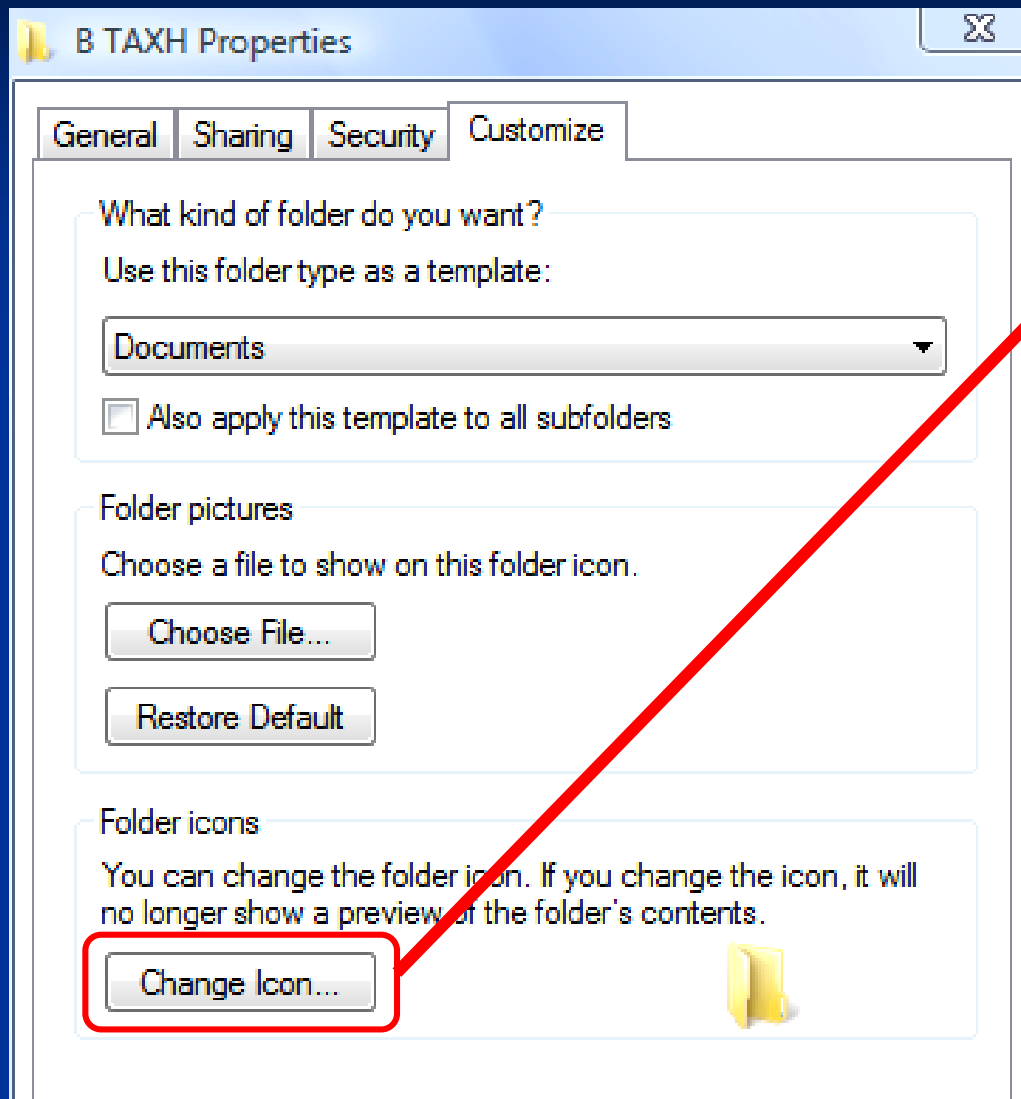 B TAXH Properties
General Sharing Security Customize
What kind of folder do you want?
Use this folder type as a template:
Documents
Also apply this template to all subfolders
Folder pictures
Choose a file to show on this folder icon.
Choose File...
Restore Default
Folder icons
You can change the folder icon. If you change the icon, it will
no longer show a preview of the folder's contents.
Change Icon...